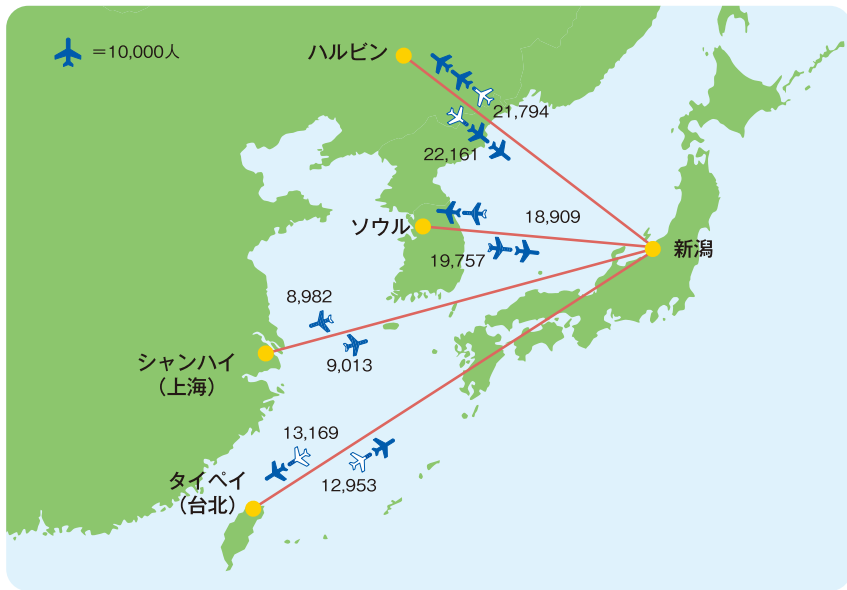 ＝10,000人
ハルビン
21,794
22,161
ソウル
18,909
19,757
新潟
8,982
9,013
シャンハイ
（上海）
13,169
12,953
タイペイ
（台北）